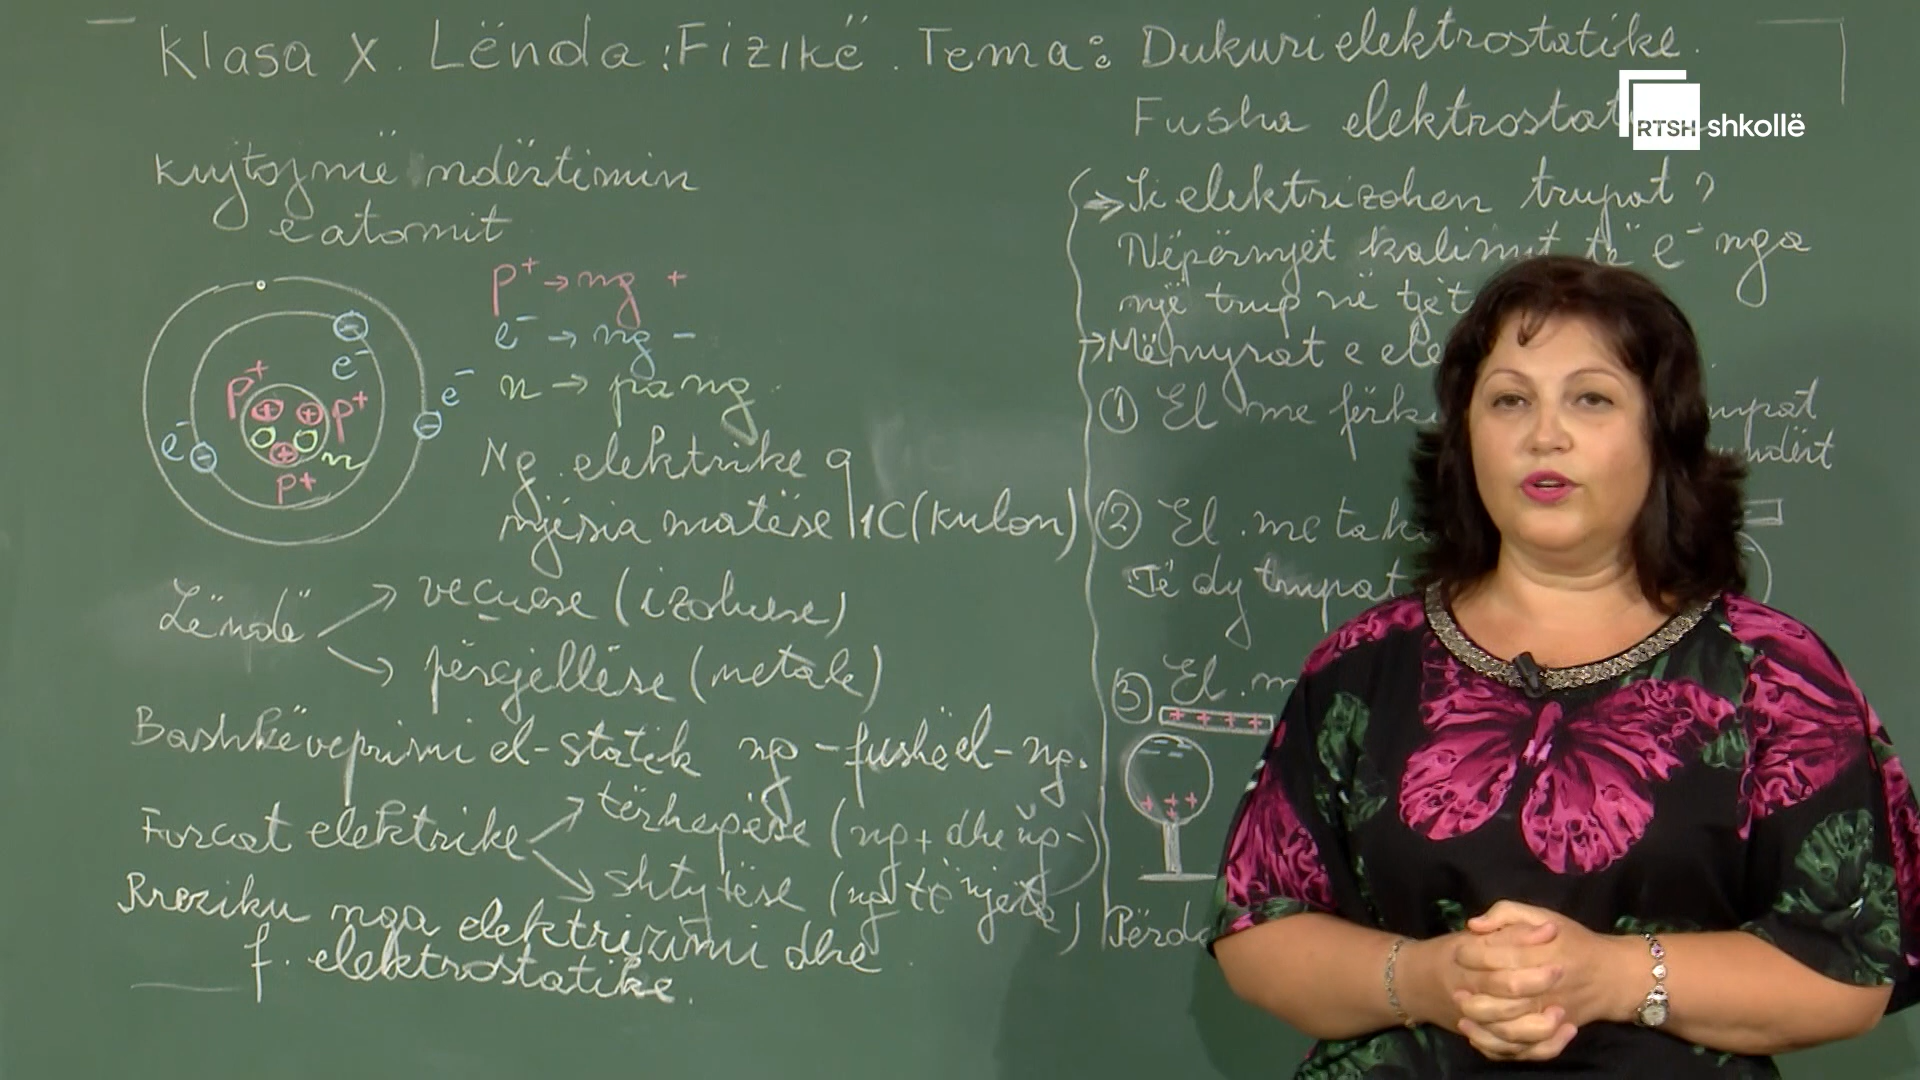 Klasa X. Lënda: Fizikë. Tema: Dukuri elektrostatike.
Fusha elektrostat
RTSH shkollë
kujtojmë ndërtimin
e atomit
p+ → ng +
e- → ng -
n → pa ng.
e-
p+
p+
e-
e-
n
p+
Ng. elektrike q
njësia matëse 1C (kulon)
Lëndë
veçuese (izoluese)
përçjellëse (metale)
Bashkëveprimi el-statik ng - fushë el - ng.
Forcat elektrike
tërheqëse (ng + dhe ng -)
shtytëse (ng të njëjta)
Rreziku nga elektrizimi dhe
f. elektrostatike.
→ Si elektrizohen trupat?
Nëpërmjet kalimit të e- nga
një trup në tjet
→ Mënyrat e ele
① El me fërki
② El. me tak
Të dy trupat
③ El. m
+ + + +
+ + +
Përdo